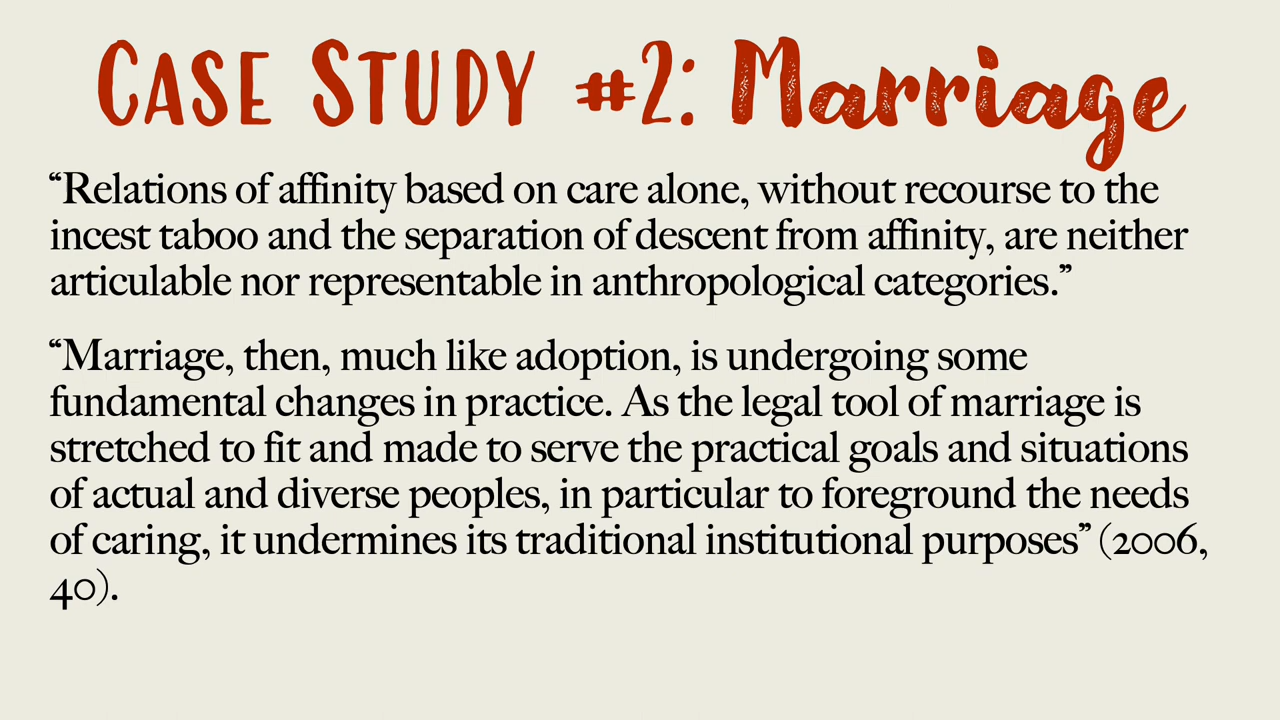 CASE STUDY #2: Marriage
“Relations of affinity based on care alone, without recourse to the
incest taboo and the separation of descent from affinity, are neither
articulable nor representable in anthropological categories.”
“Marriage, then, much like adoption, is undergoing some
fundamental changes in practice. As the legal tool of marriage is
stretched to fit and made to serve the practical goals and situations
of actual and diverse peoples, in particular to foreground the needs
of caring, it undermines its traditional institutional purposes” (2006,
40).